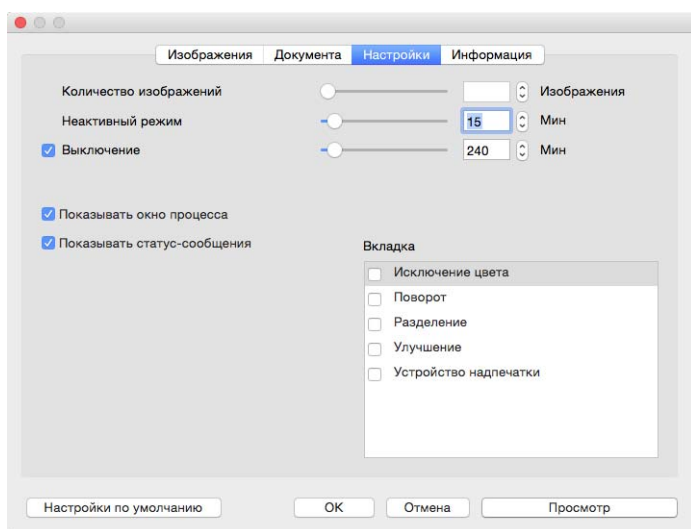 Изображения Документа Настройки Информация
Количество изображений Изображения
Неактивный режим 15 Мин
Выключение 240 Мин
Показывать окно процесса
Показывать статус-сообщения
Вкладка
Исключение цвета
Поворот
Разделение
Улучшение
Устройство надпечатки
Настройки по умолчанию OK Отмена Просмотр